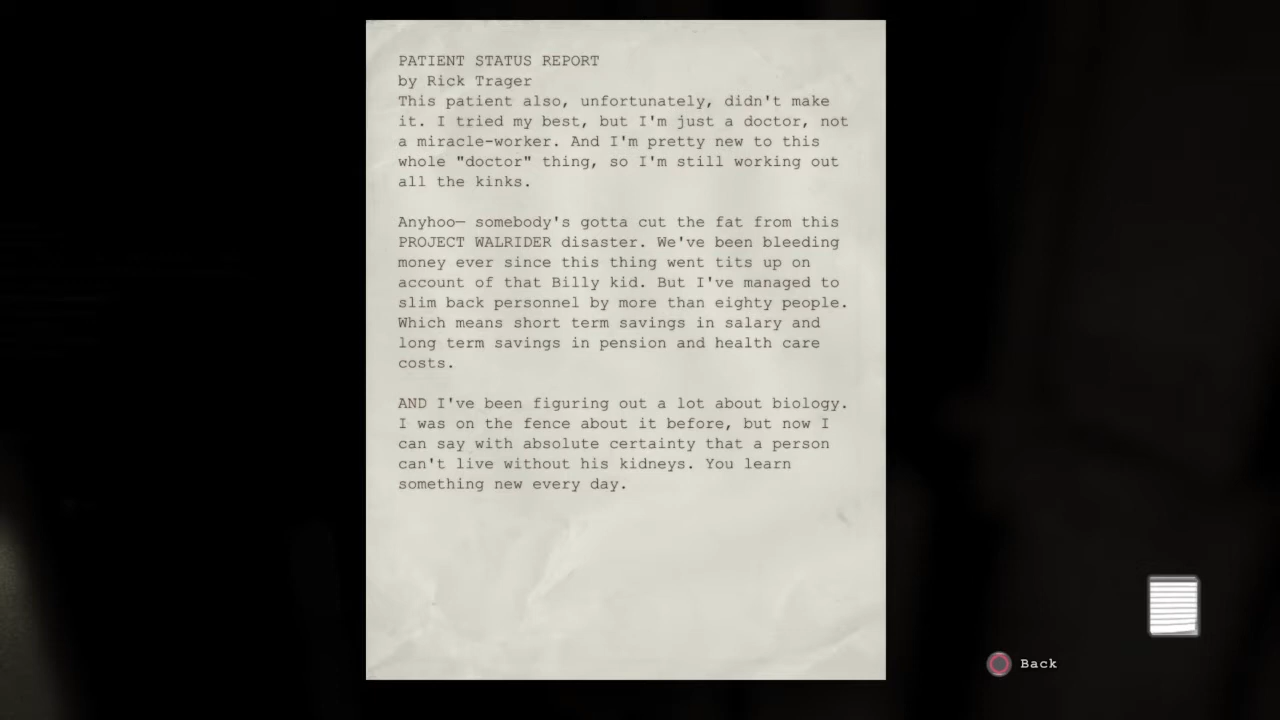 PATIENT STATUS REPORT
by Rick Trager
This patient also, unfortunately, didn't make
it. I tried my best, but I'm just a doctor, not
a miracle-worker. And I'm pretty new to this
whole "doctor" thing, so I'm still working out
all the kinks.
Anyhoo— somebody's gotta cut the fat from this
PROJECT WALRIDER disaster. We've been bleeding
money ever since this thing went tits up on
account of that Billy kid. But I've managed to
slim back personnel by more than eighty people.
Which means short term savings in salary and
long term savings in pension and health care
costs.
AND I've been figuring out a lot about biology.
I was on the fence about it before, but now I
can say with absolute certainty that a person
can't live without his kidneys. You learn
something new every day.
Back